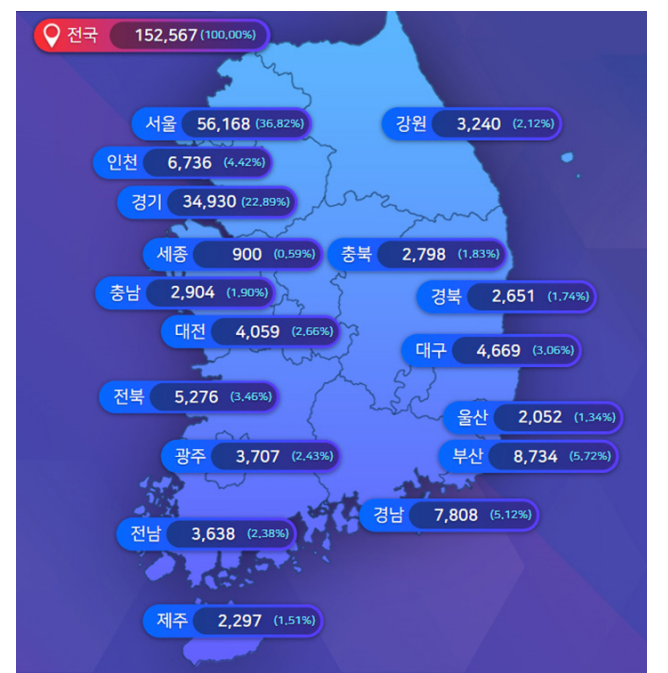 전국 152,567 (100.00%)
서울 56,168 (36.82%)
강원 3,240 (2.12%)
인천 6,736 (4.42%)
경기 34,930 (22.89%)
세종 900 (0.59%)
충북 2,798 (1.83%)
충남 2,904 (1.90%)
경북 2,651 (1.74%)
대전 4,059 (2.66%)
대구 4,669 (3.06%)
전북 5,276 (3.46%)
울산 2,052 (1.34%)
광주 3,707 (2.43%)
부산 8,734 (5.72%)
경남 7,808 (5.12%)
전남 3,638 (2.38%)
제주 2,297 (1.51%)